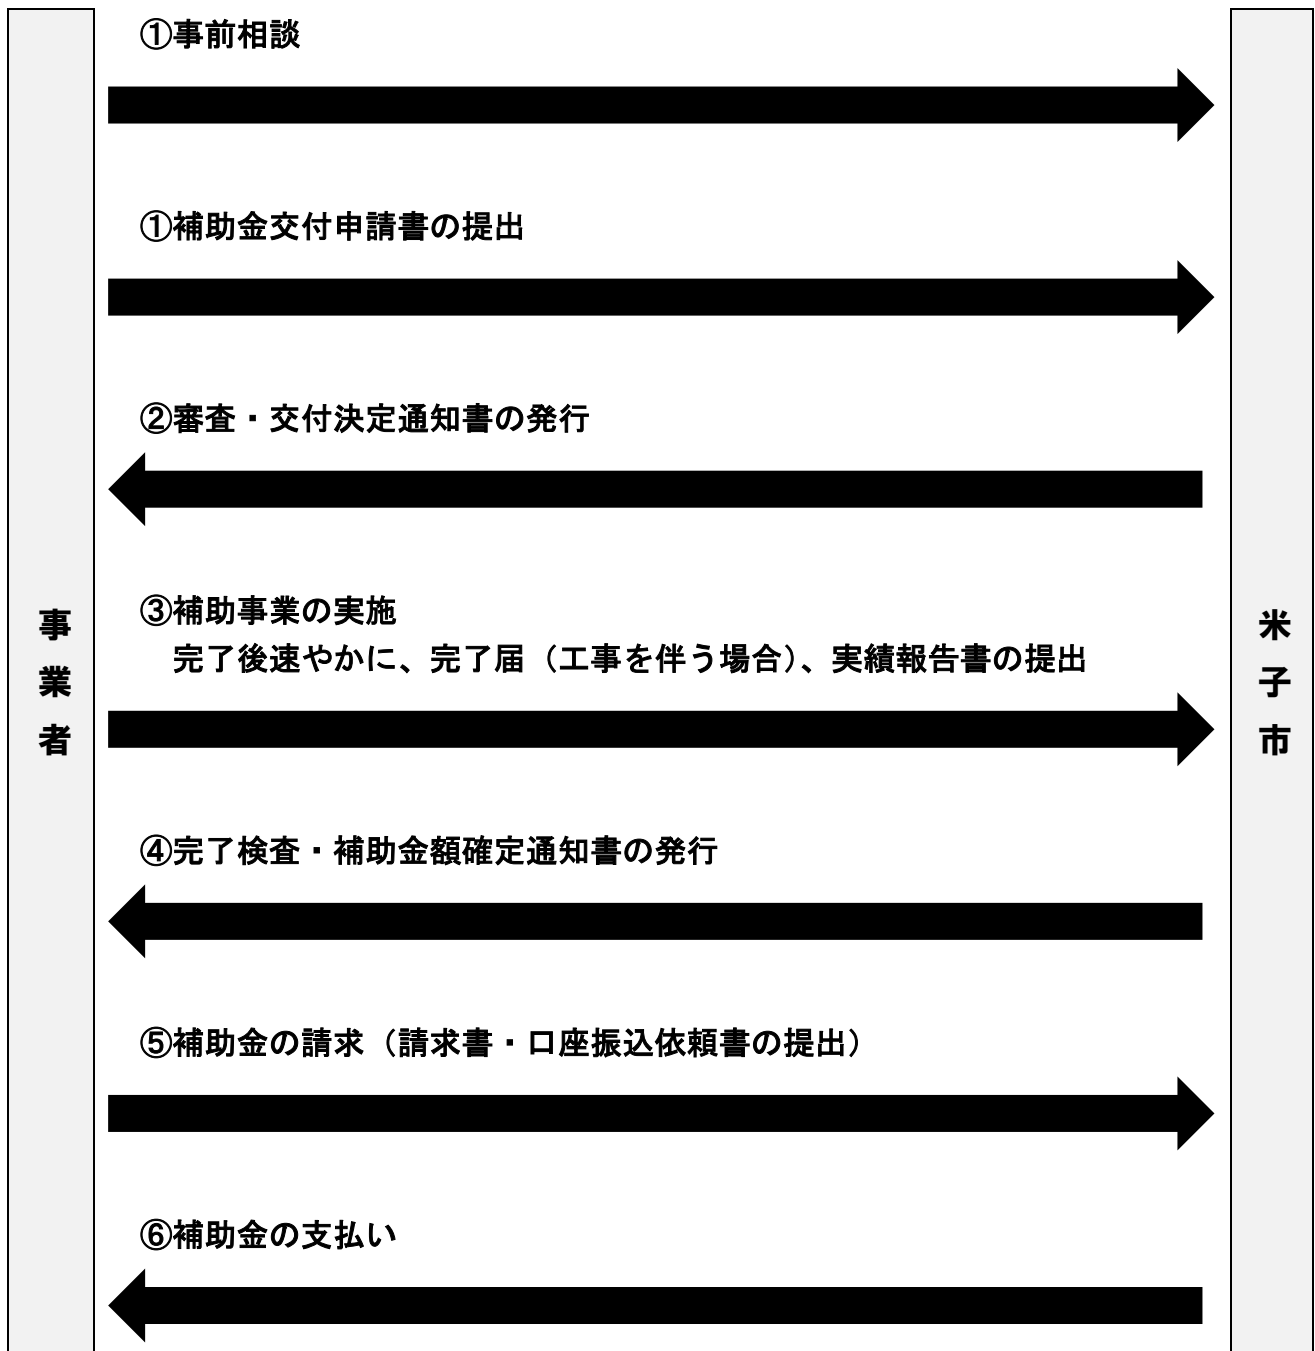 ①事前相談
①補助金交付申請書の提出
②審査・交付決定通知書の発行
③補助事業の実施
完了後速やかに、完了届（工事を伴う場合）、実績報告書の提出
④完了検査・補助金額確定通知書の発行
⑤補助金の請求（請求書・口座振込依頼書の提出）
⑥補助金の支払い
事業者
米子市